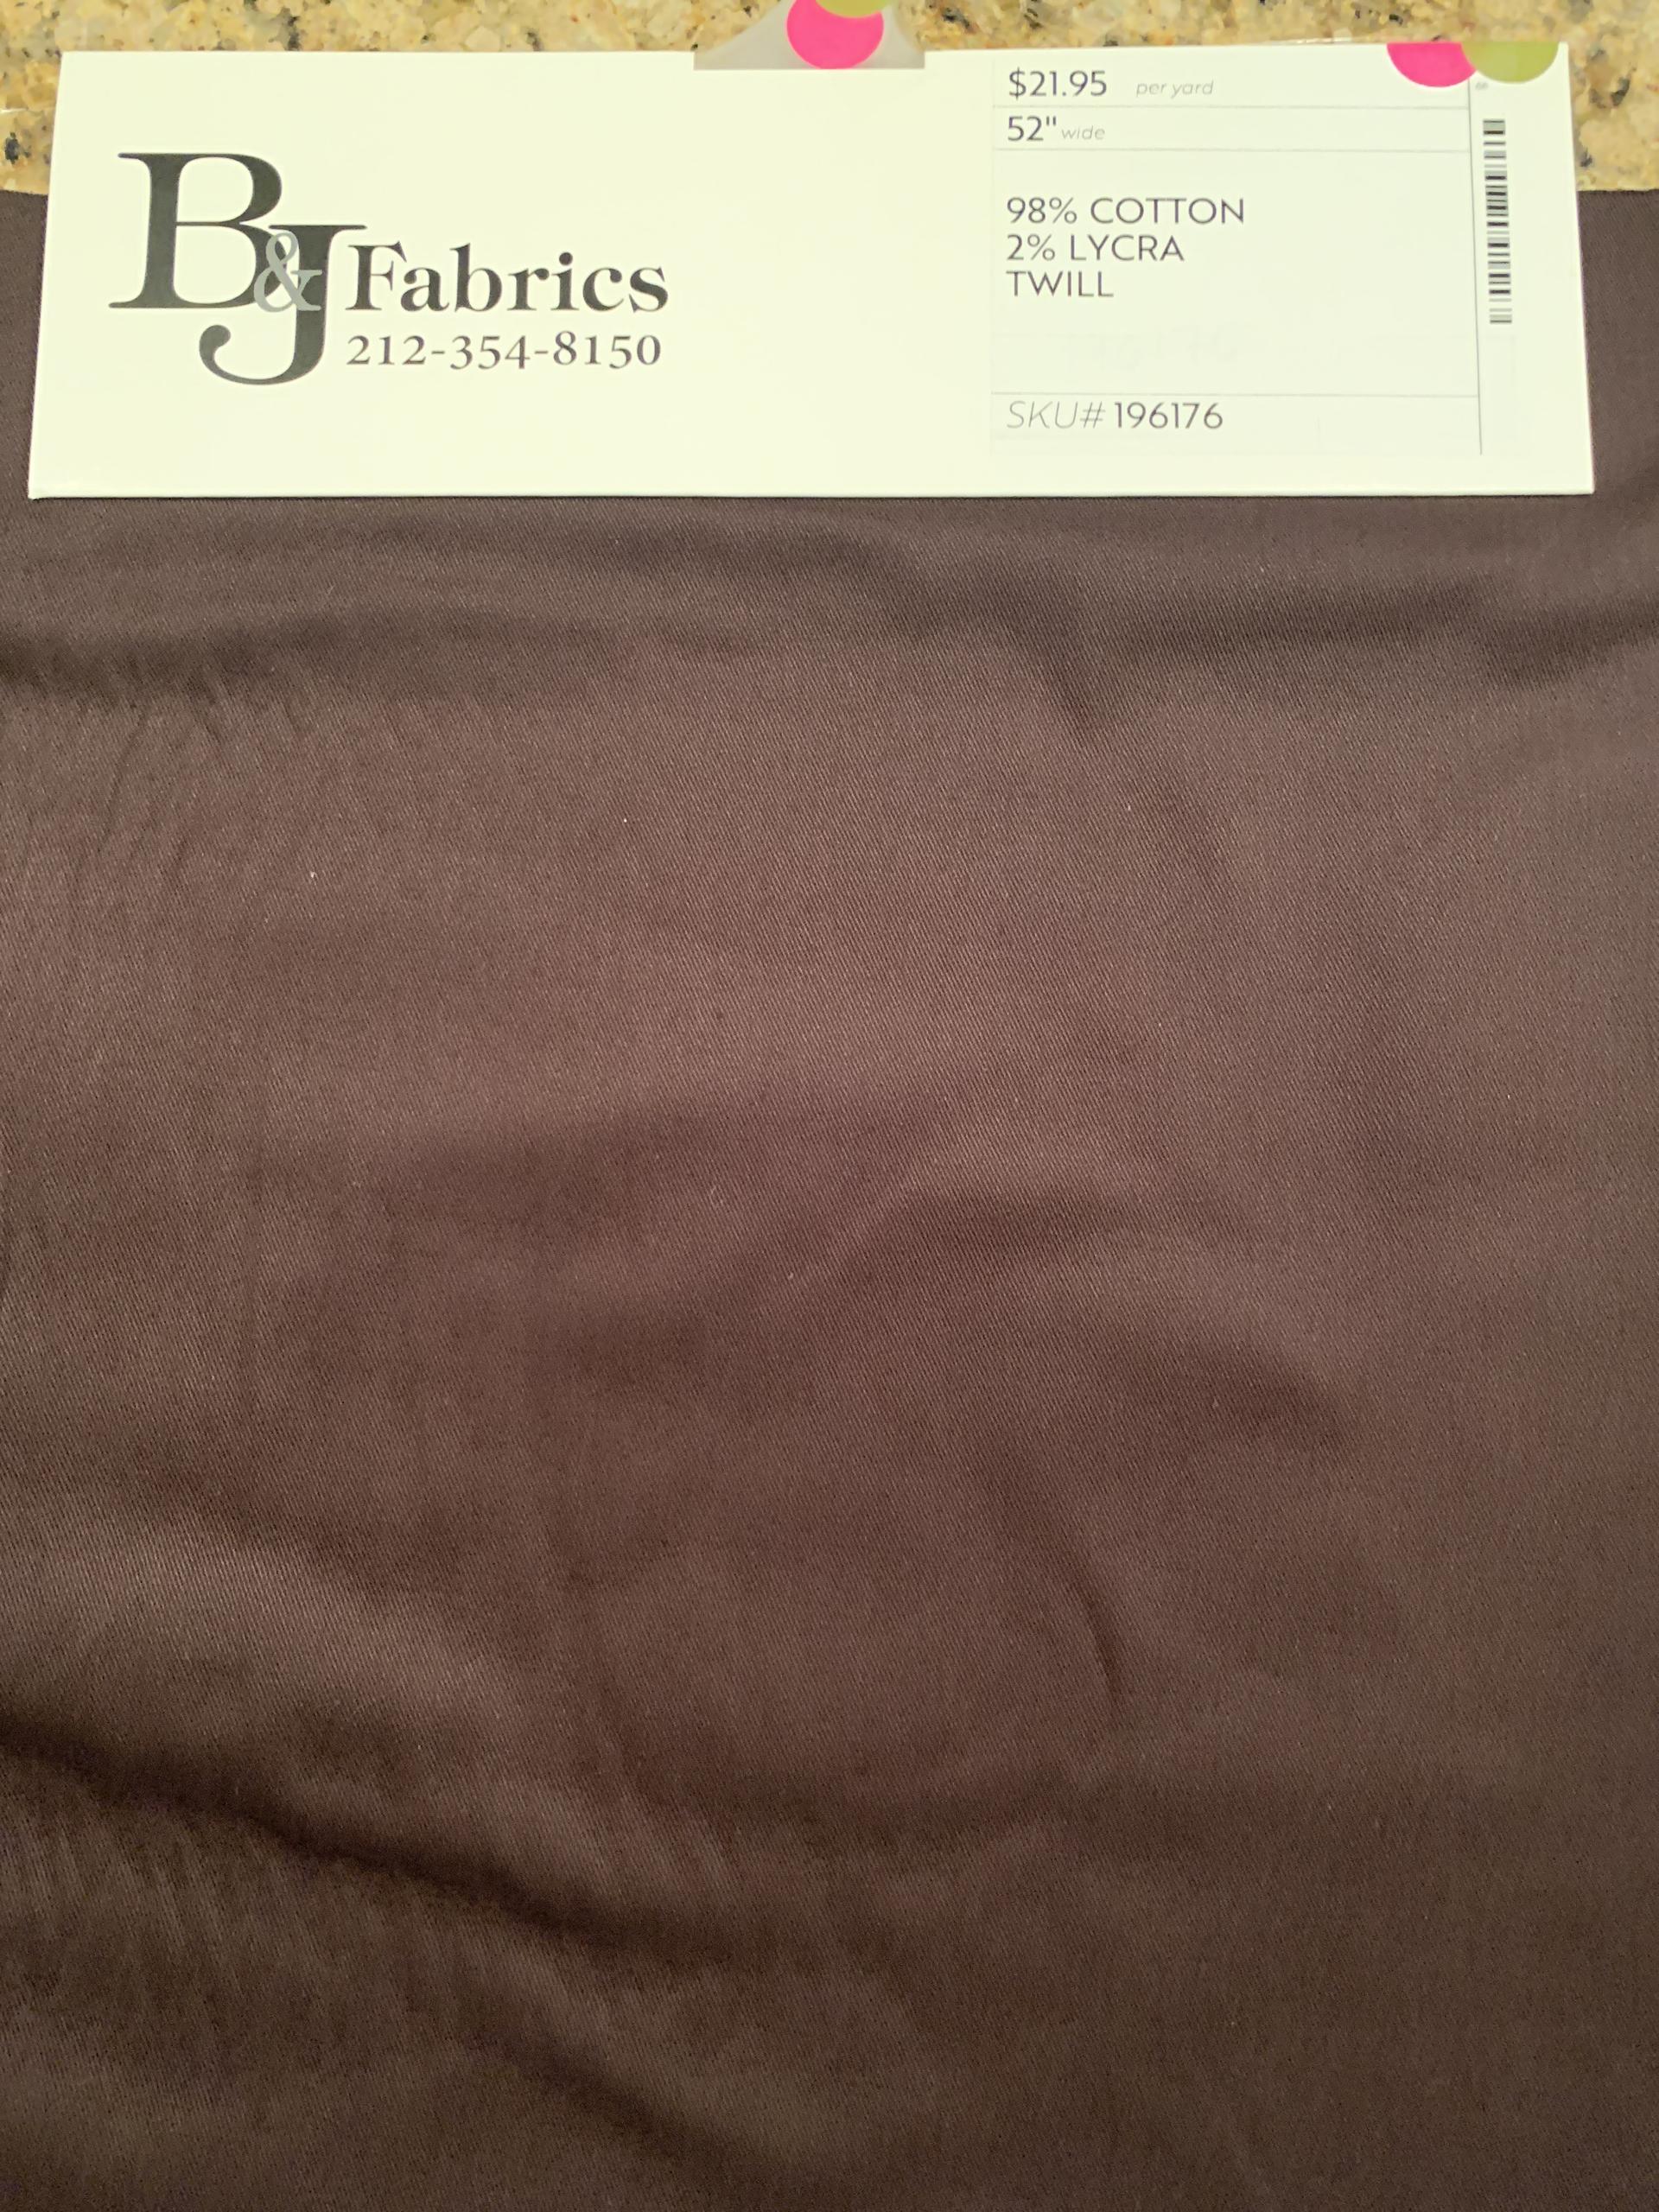 B&J Fabrics
212-354-8150
$21.95 per yard
52" wide
98% COTTON
2% LYCRA
TWILL
SKU# 196176